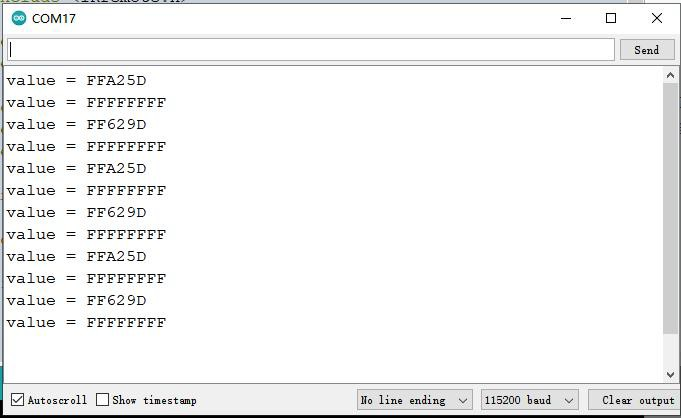 COM17
Send
value = FFA25D
value = FFFFFFFF
value = FF629D
value = FFFFFFFF
value = FFA25D
value = FFFFFFFF
value = FF629D
value = FFFFFFFF
value = FFA25D
value = FFFFFFFF
value = FF629D
value = FFFFFFFF
Autoscroll Show timestamp No line ending 115200 baud Clear output